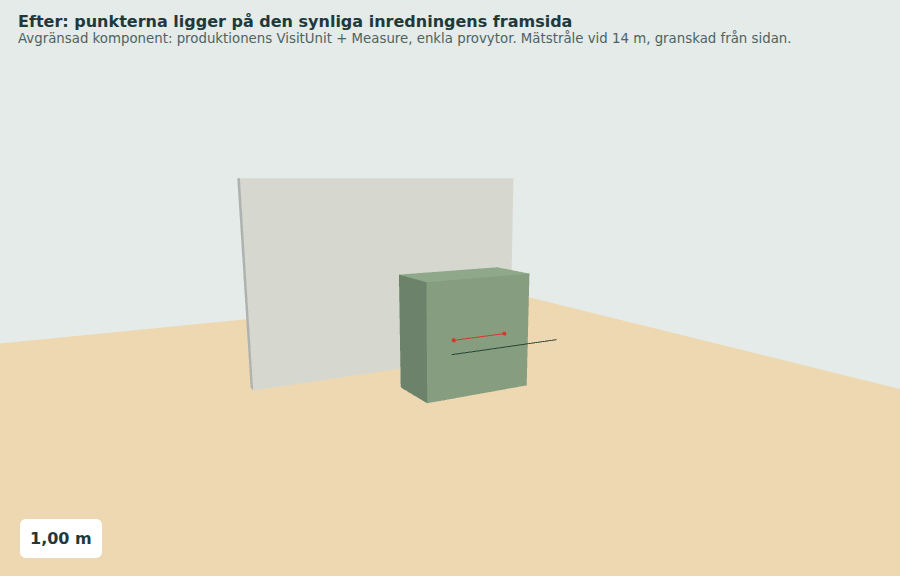 Efter: punkterna ligger på den synliga inredningens framsida
Avgränsad komponent: produktionens VisitUnit + Measure, enkla provytor. Mätstråle vid 14 m, granskad från sidan.
1,00 m